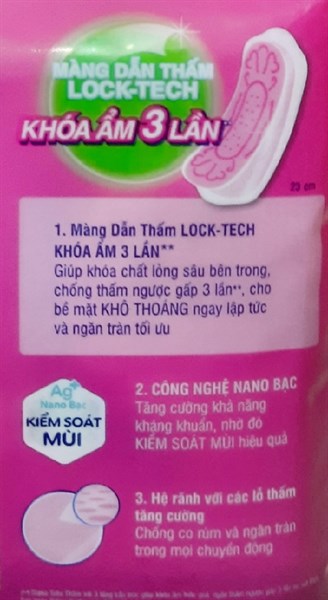 MÀNG DẪN THẤM
LOCK-TECH
KHÓA ẨM 3 LẦN**
23 cm
1. Màng Dẫn Thấm LOCK-TECH
KHÓA ẨM 3 LẦN**
Giúp khóa chất lỏng sâu bên trong,
chống thấm ngược gấp 3 lần**, cho
bề mặt KHÔ THOÁNG ngay lập tức
và ngăn tràn tối ưu
Ag+
Nano Bạc
KIỂM SOÁT
MÙI
2. CÔNG NGHỆ NANO BẠC
Tăng cường khả năng
kháng khuẩn, nhờ đó
KIỂM SOÁT MÙI hiệu quả
3. Hệ rãnh với các lỗ thấm
tăng cường
Chống co rúm và ngăn tràn
trong mọi chuyển động